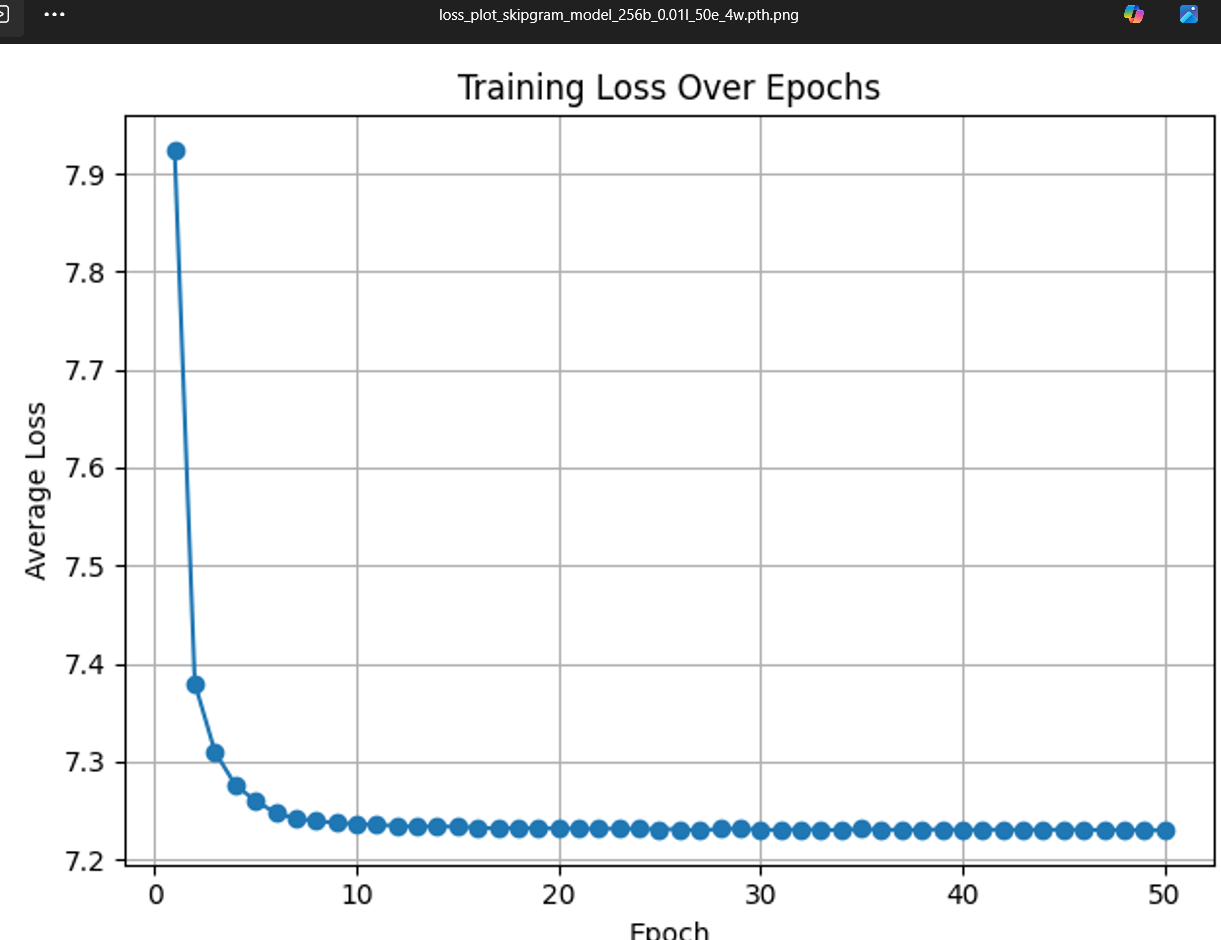 loss_plot_skipgram_model_256b_0.01l_50e_4w.pth.png
Training Loss Over Epochs
Average Loss
7.9
7.8
7.7
7.6
7.5
7.4
7.3
7.2
0 10 20 30 40 50
Epoch